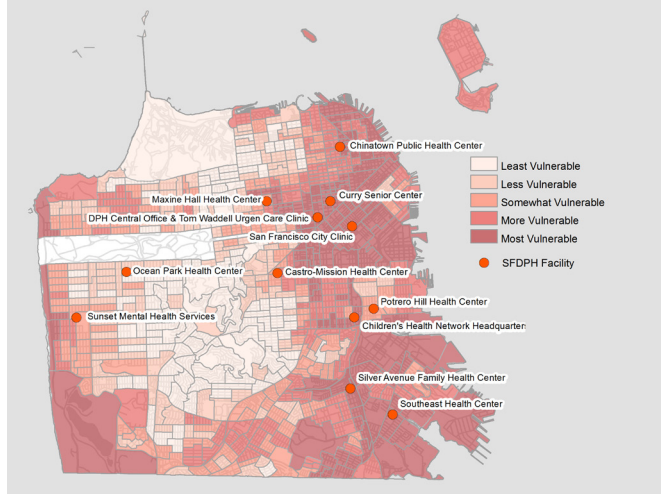 Chinatown Public Health Center
Least Vulnerable
Less Vulnerable
Somewhat Vulnerable
More Vulnerable
Most Vulnerable
SFDPH Facility
Maxine Hall Health Center
Curry Senior Center
DPH Central Office & Tom Waddell Urgen Care Clinic
San Francisco City Clinic
Ocean Park Health Center
Castro-Mission Health Center
Potrero Hill Health Center
Sunset Mental Health Services
Children's Health Network Headquarten
Silver Avenue Family Health Center
Southeast Health Center